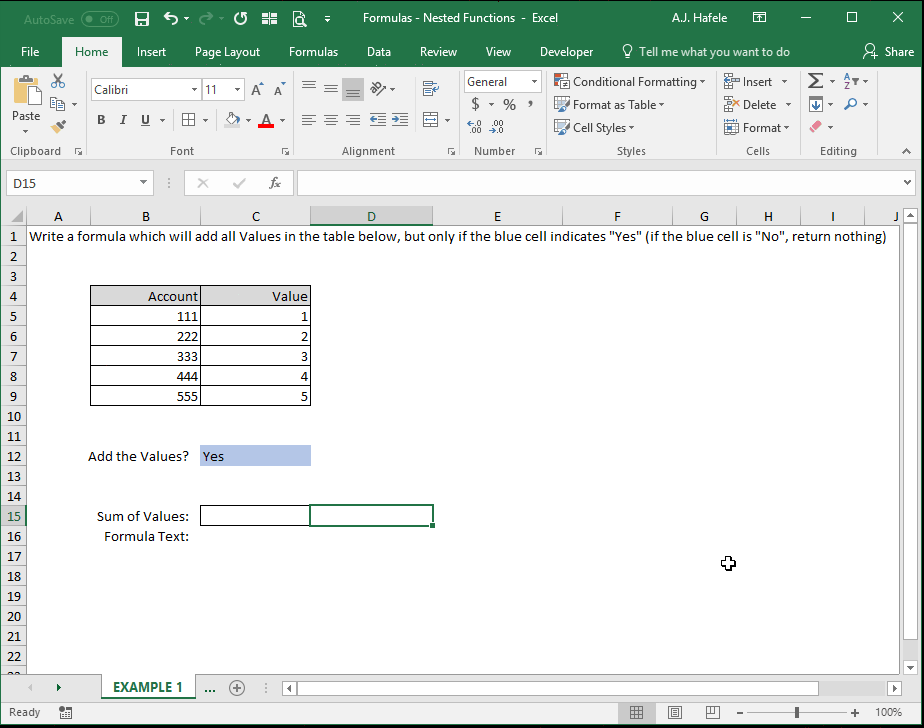 AutoSave Off Formulas - Nested Functions - Excel A.J. Hafele
File Home Insert Page Layout Formulas Data Review View Developer Tell me what you want to do Share
Paste Calibri 11 General Conditional Formatting Insert
B I U A $ % , Format as Table Delete
Cell Styles Format
Clipboard Font Alignment Number Styles Cells Editing
D15 fx
A B C D E F G H I J
1 Write a formula which will add all Values in the table below, but only if the blue cell indicates "Yes" (if the blue cell is "No", return nothing)
2
3
4 Account Value
5 111 1
6 222 2
7 333 3
8 444 4
9 555 5
10
11
12 Add the Values? Yes
13
14
15 Sum of Values:
16 Formula Text:
17
18
19
20
21
22
EXAMPLE 1 ...
Ready 100%